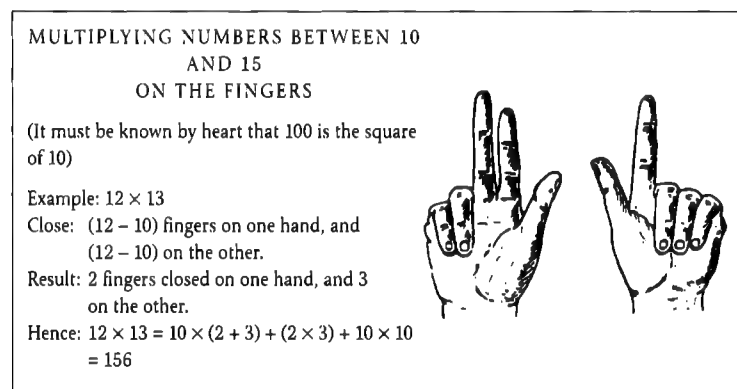 MULTIPLYING NUMBERS BETWEEN 10
AND 15
ON THE FINGERS
(It must be known by heart that 100 is the square
of 10)
Example: 12 × 13
Close: (12 – 10) fingers on one hand, and
(12 – 10) on the other.
Result: 2 fingers closed on one hand, and 3
on the other.
Hence: 12 × 13 = 10 × (2 + 3) + (2 × 3) + 10 × 10
= 156